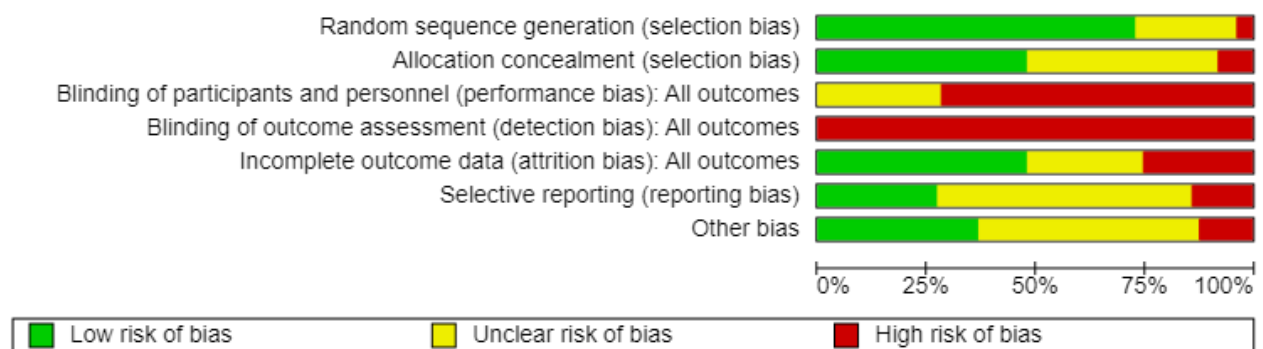 Random sequence generation (selection bias)
Allocation concealment (selection bias)
Blinding of participants and personnel (performance bias): All outcomes
Blinding of outcome assessment (detection bias): All outcomes
Incomplete outcome data (attrition bias): All outcomes
Selective reporting (reporting bias)
Other bias
0% 25% 50% 75% 100%
Low risk of bias Unclear risk of bias High risk of bias